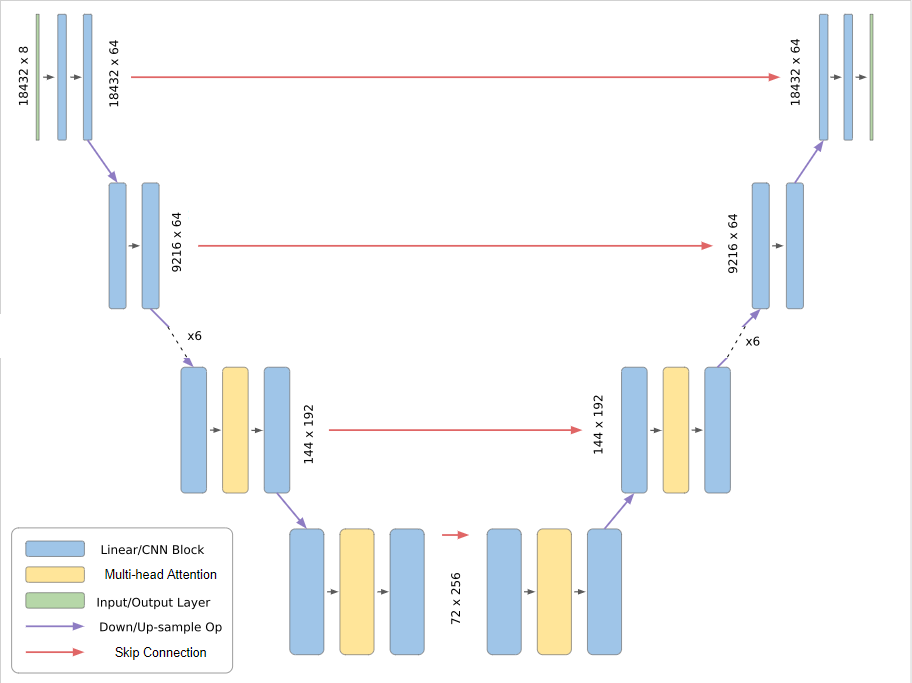 18432 x 8
18432 x 64
18432 x 64
9216 x 64
9216 x 64
x6
x6
144 x 192
144 x 192
72 x 256
Linear/CNN Block
Multi-head Attention
Input/Output Layer
Down/Up-sample Op
Skip Connection